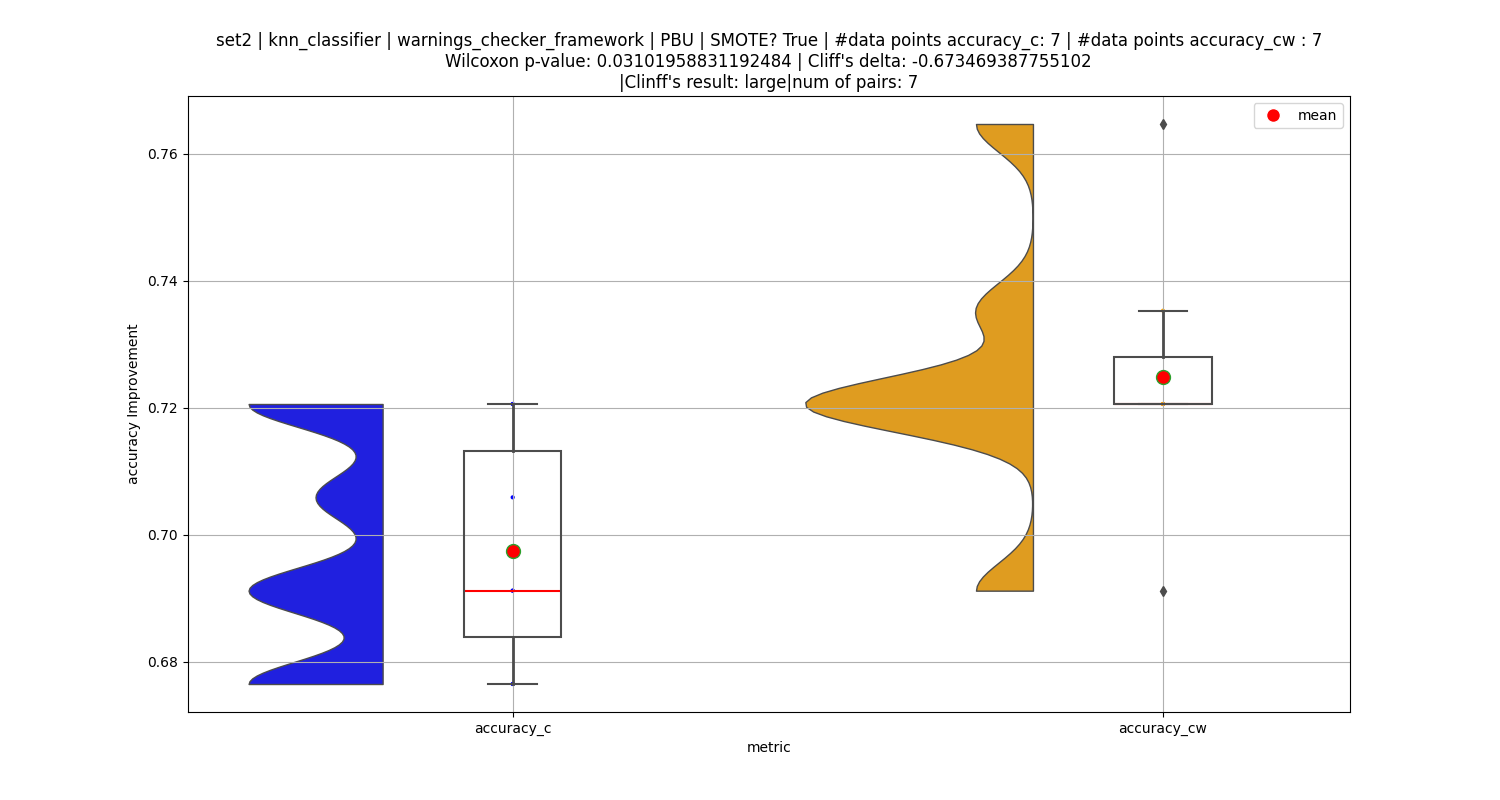 set2 | knn_classifier | warnings_checker_framework | PBU | SMOTE? True | #data points accuracy_c: 7 | #data points accuracy_cw : 7
Wilcoxon p-value: 0.03101958831192484 | Cliff's delta: -0.673469387755102
|Clinff's result: large|num of pairs: 7
mean
0.76
0.74
0.72
0.70
0.68
accuracy Improvement
accuracy_c
accuracy_cw
metric